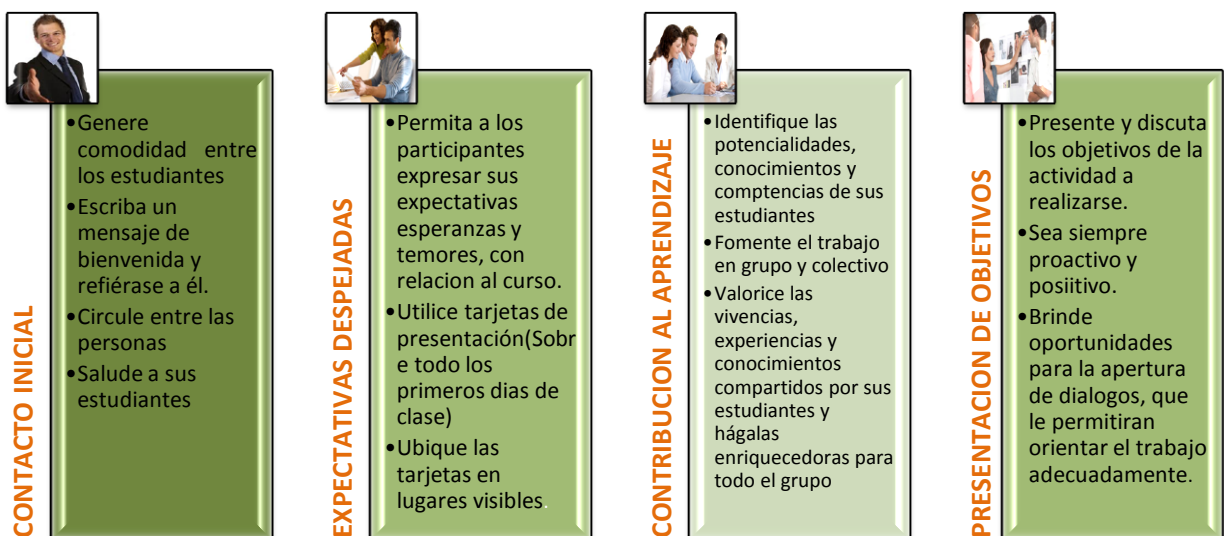 CONTACTO INICIAL
•Genere
comodidad entre
los estudiantes
•Escriba un
mensaje de
bienvenida y
refiérase a él.
•Circule entre las
personas
•Salude a sus
estudiantes
EXPECTATIVAS DESPEJADAS
•Permita a los
participantes
expresar sus
expectativas
esperanzas y
temores, con
relacion al curso.
•Utilice tarjetas de
presentación(Sobr
e todo los
primeros dias de
clase)
•Ubique las
tarjetas en
lugares visibles.
CONTRIBUCION AL APRENDIZAJE
•Identifique las
potencialidades,
conocimientos y
comptencias de sus
estudiantes
•Fomente el trabajo
en grupo y colectivo
•Valorice las
vivencias,
experiencias y
conocimientos
compartidos por sus
estudiantes y
hágalas
enriquecedoras para
todo el grupo
PRESENTACION DE OBJETIVOS
•Presente y discuta
los objetivos de la
actividad a
realizarse.
•Sea siempre
proactivo y
posiitivo.
•Brinde
oportunidades
para la apertura
de dialogos, que
le permitiran
orientar el trabajo
adecuadamente.